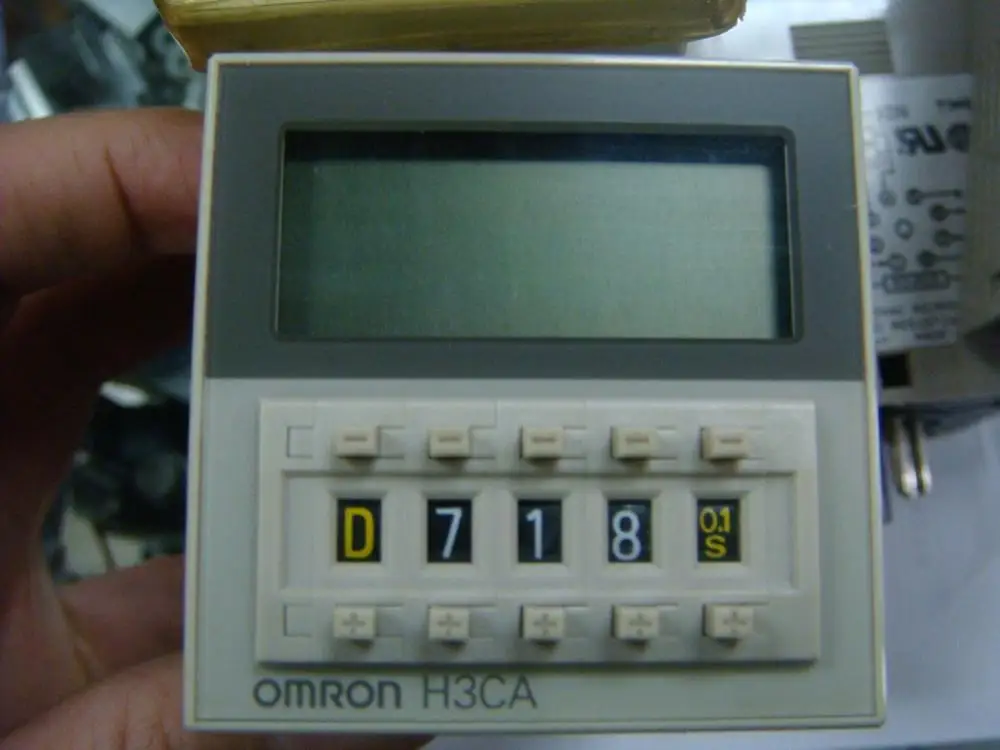 − − − − −
D 7 1 8 0.1 S
+ + + + +
OMRON H3CA